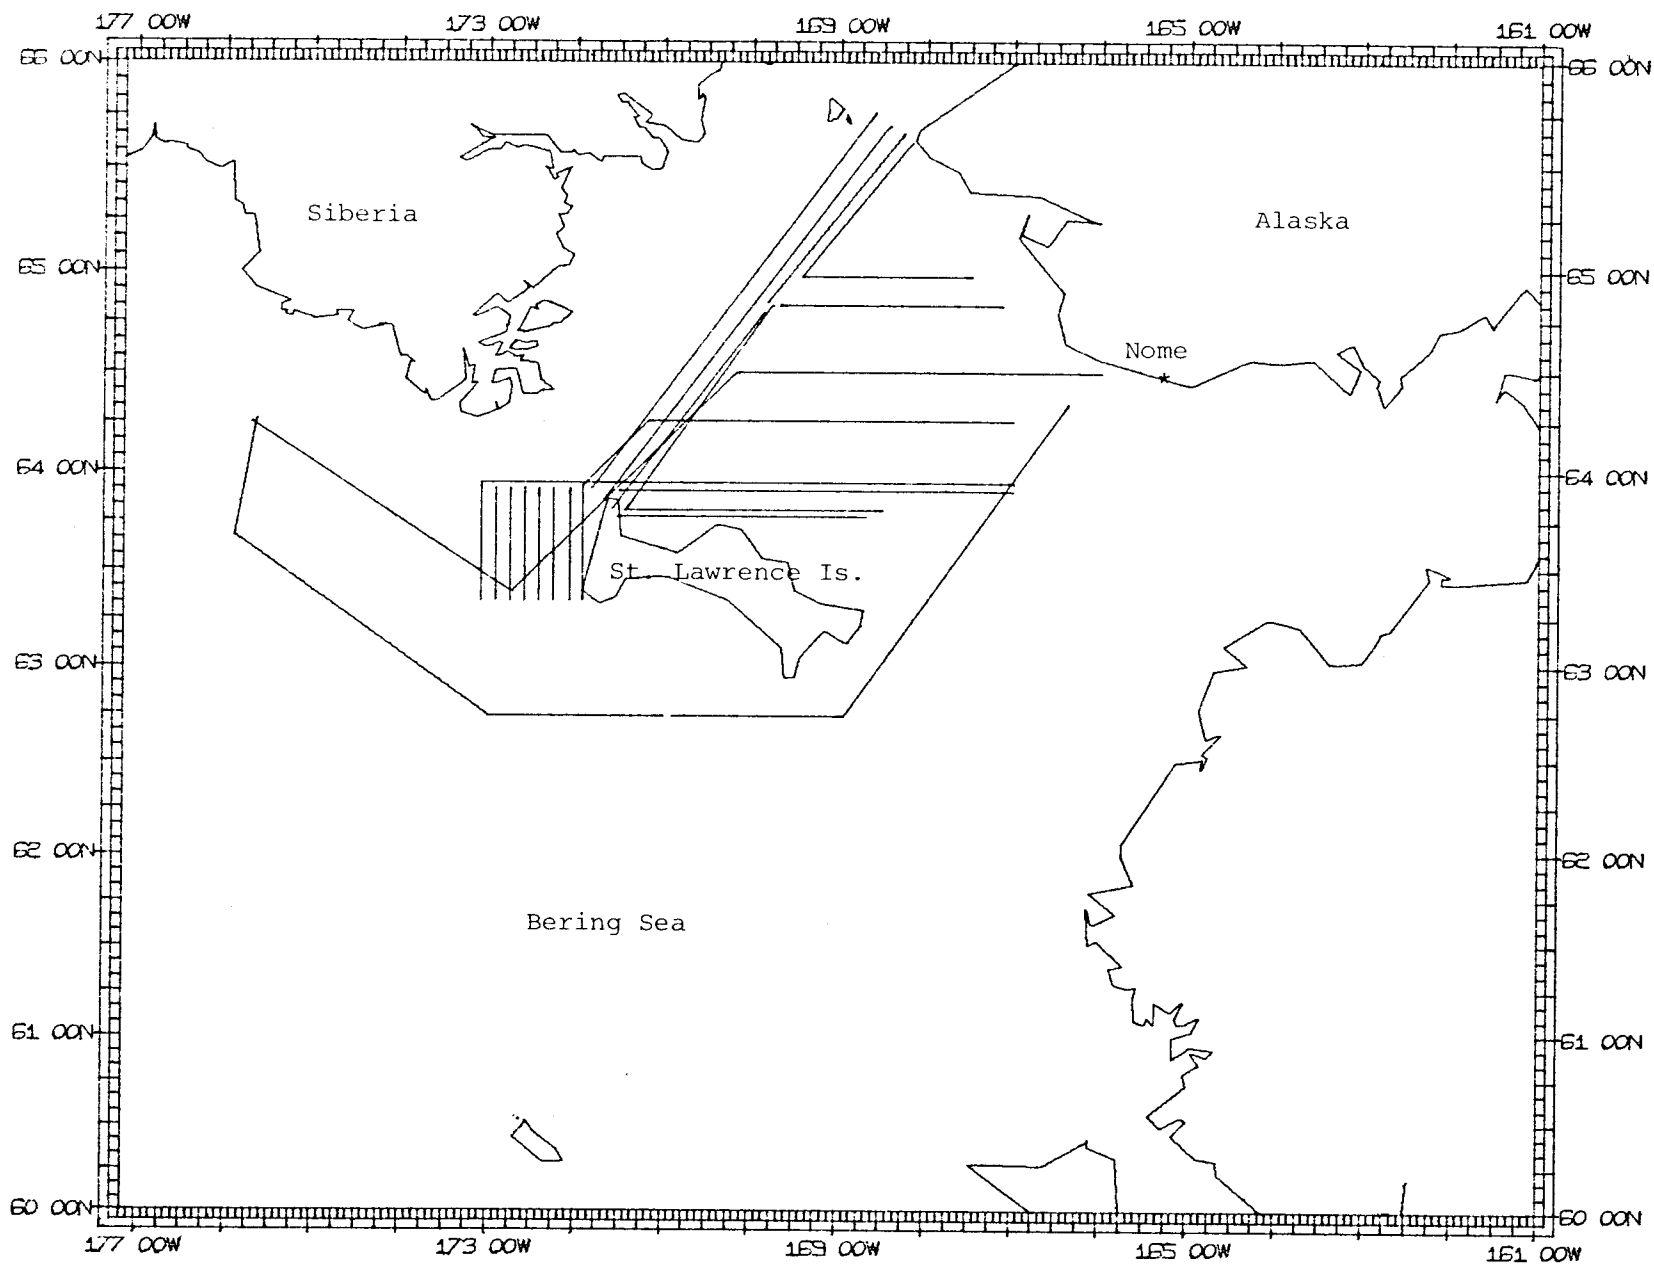 177 00W 173 00W 169 00W 165 00W 161 00W
66 00N 66 00N
Siberia Alaska
65 00N 65 00N
Nome
64 00N 64 00N
St. Lawrence Is.
63 00N 63 00N
62 00N 62 00N
Bering Sea
61 00N 61 00N
60 00N 60 00N
177 00W 173 00W 169 00W 165 00W 161 00W